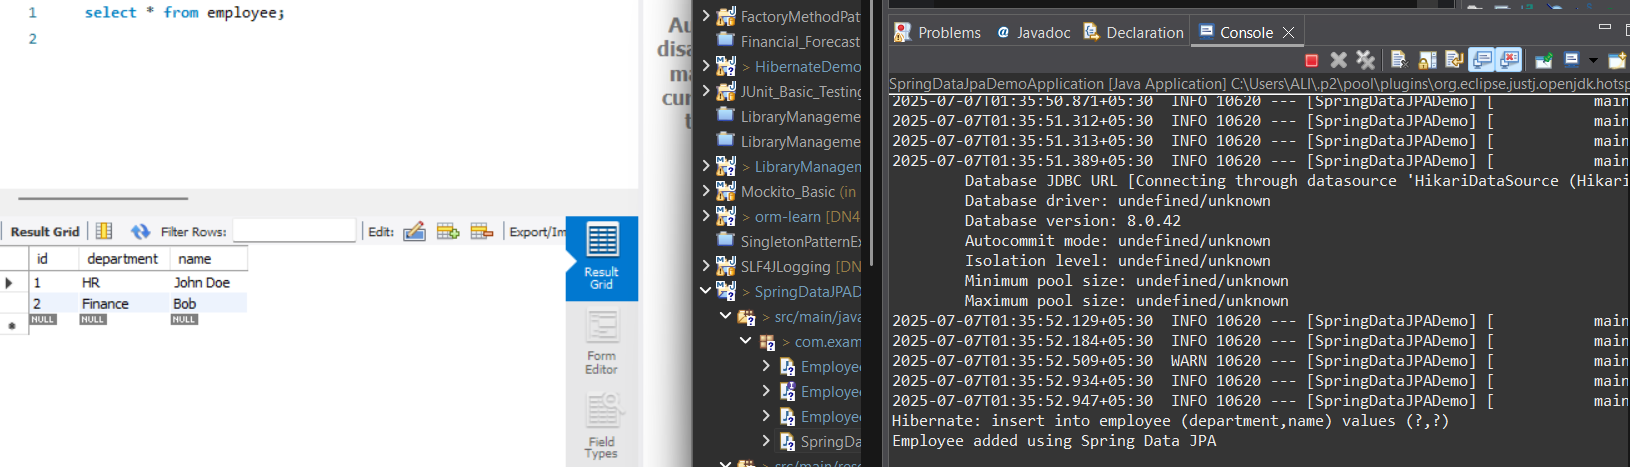 1 select * from employee;
2
Result Grid Filter Rows: Edit: Export/Im
id department name
1 HR John Doe
2 Finance Bob
NULL NULL NULL
Result
Grid
Form
Editor
Field
Types
Au
disa
ma
cur
t
FactoryMethodPat
Financial_Forecast
> HibernateDemo
JUnit_Basic_Testing
LibraryManageme
LibraryManageme
> LibraryManagem
Mockito_Basic (in
> orm-learn [DN4
SingletonPatternEx
SLF4JLogging [DN
> SpringDataJPAD
> src/main/java
> com.exam
Employee
Employee
Employee
SpringDa
> src/main/reso
Problems @ Javadoc Declaration Console
SpringDataJpaDemoApplication [Java Application] C:\Users\ALI\.p2\pool\plugins\org.eclipse.justj.openjdk.hotsp
2025-07-07T01:35:50.871+05:30 INFO 10620 --- [SpringDataJPADemo] [ main
2025-07-07T01:35:51.312+05:30 INFO 10620 --- [SpringDataJPADemo] [ main
2025-07-07T01:35:51.313+05:30 INFO 10620 --- [SpringDataJPADemo] [ main
2025-07-07T01:35:51.389+05:30 INFO 10620 --- [SpringDataJPADemo] [ main
Database JDBC URL [Connecting through datasource 'HikariDataSource (Hikari
Database driver: undefined/unknown
Database version: 8.0.42
Autocommit mode: undefined/unknown
Isolation level: undefined/unknown
Minimum pool size: undefined/unknown
Maximum pool size: undefined/unknown
2025-07-07T01:35:52.129+05:30 INFO 10620 --- [SpringDataJPADemo] [ main
2025-07-07T01:35:52.184+05:30 INFO 10620 --- [SpringDataJPADemo] [ main
2025-07-07T01:35:52.509+05:30 WARN 10620 --- [SpringDataJPADemo] [ main
2025-07-07T01:35:52.934+05:30 INFO 10620 --- [SpringDataJPADemo] [ main
2025-07-07T01:35:52.947+05:30 INFO 10620 --- [SpringDataJPADemo] [ main
Hibernate: insert into employee (department,name) values (?,?)
Employee added using Spring Data JPA